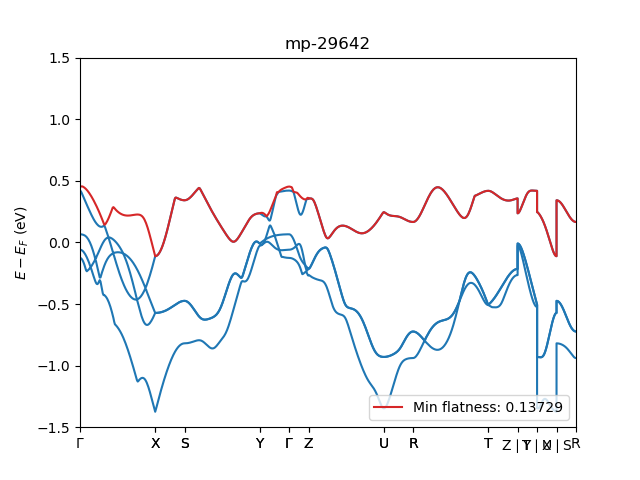 mp-29642
1.5
1.0
0.5
0.0
−0.5
−1.0
−1.5
E − E_F (eV)
Min flatness: 0.13729
Γ X S Y Γ Z U R T Z | Y | X | S R